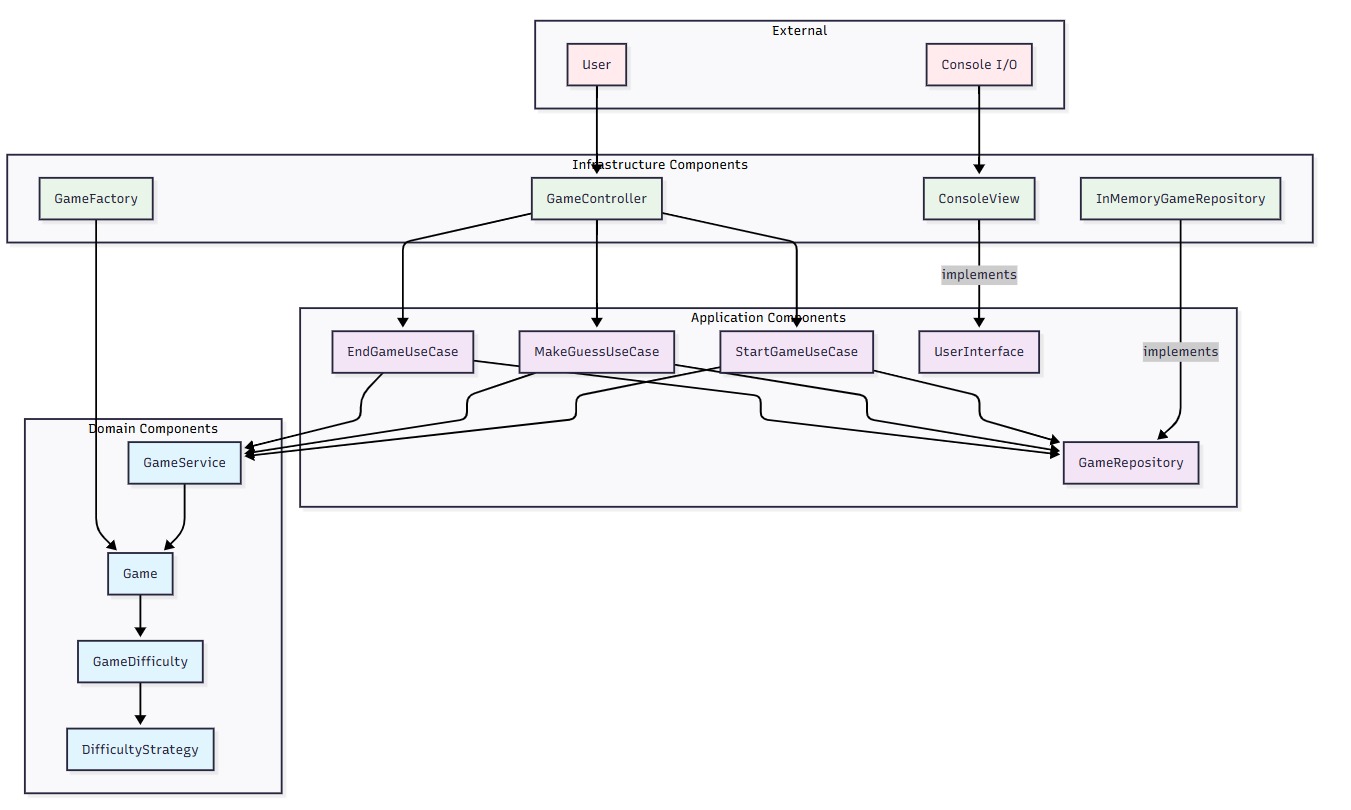 External
User
Console I/O
Infrastructure Components
GameFactory
GameController
ConsoleView
InMemoryGameRepository
implements
Application Components
EndGameUseCase
MakeGuessUseCase
StartGameUseCase
UserInterface
implements
Domain Components
GameService
GameRepository
Game
GameDifficulty
DifficultyStrategy